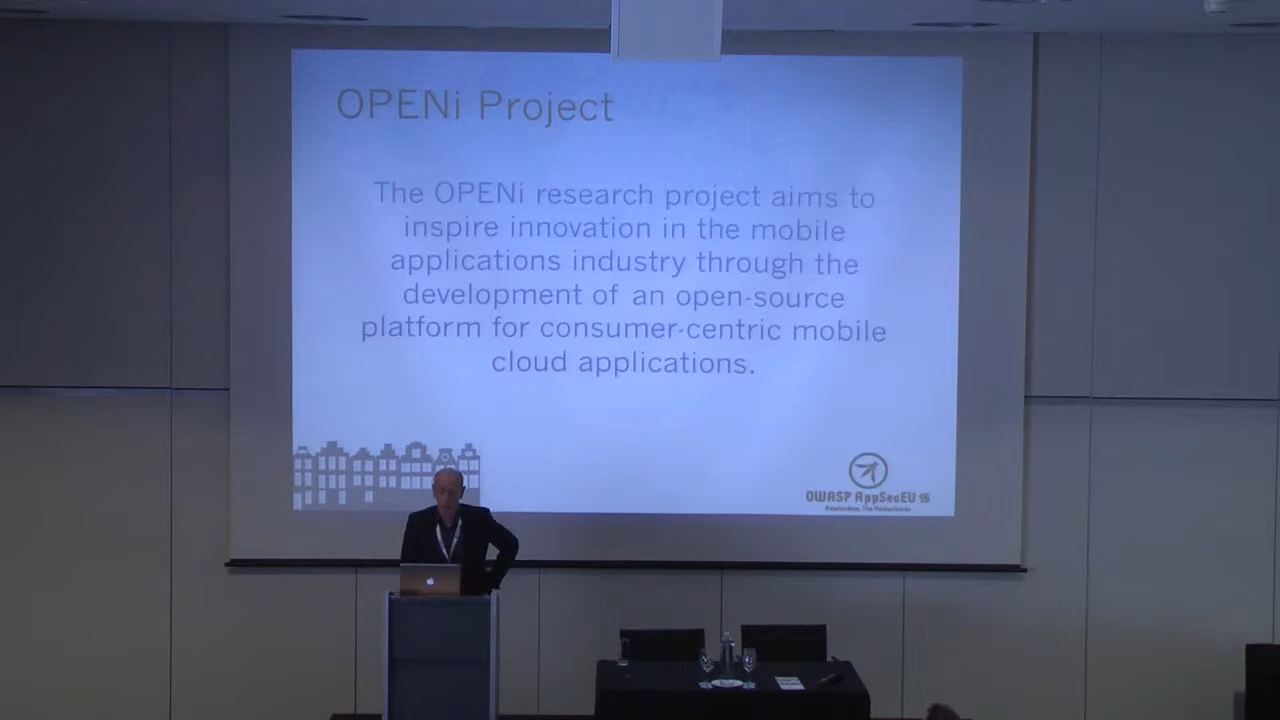 OPENi Project
The OPENi research project aims to
inspire innovation in the mobile
applications industry through the
development of an open-source
platform for consumer-centric mobile
cloud applications.
OWASP AppSecEU 15
Amsterdam, The Netherlands